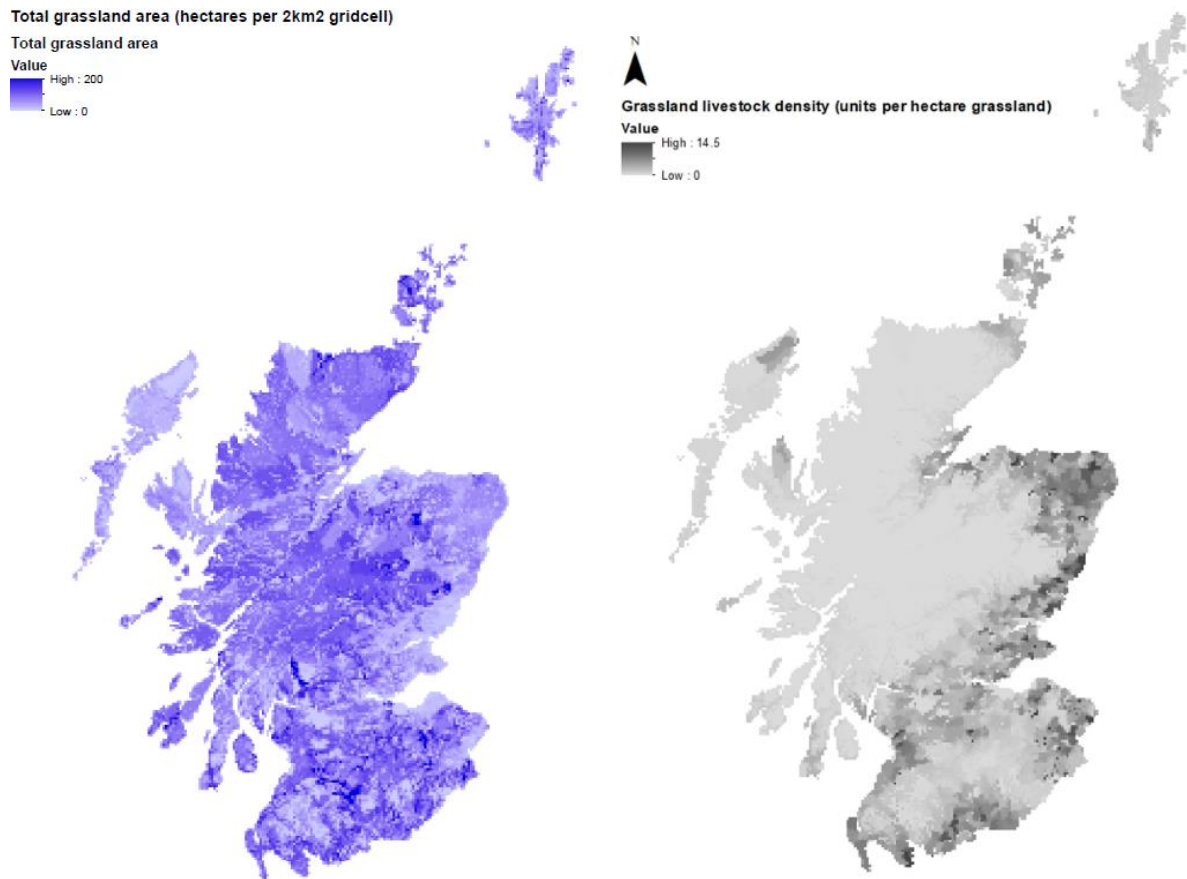 Total grassland area (hectares per 2km2 gridcell)
Total grassland area
Value
High : 200
Low : 0
N
Grassland livestock density (units per hectare grassland)
Value
High : 14.5
Low : 0